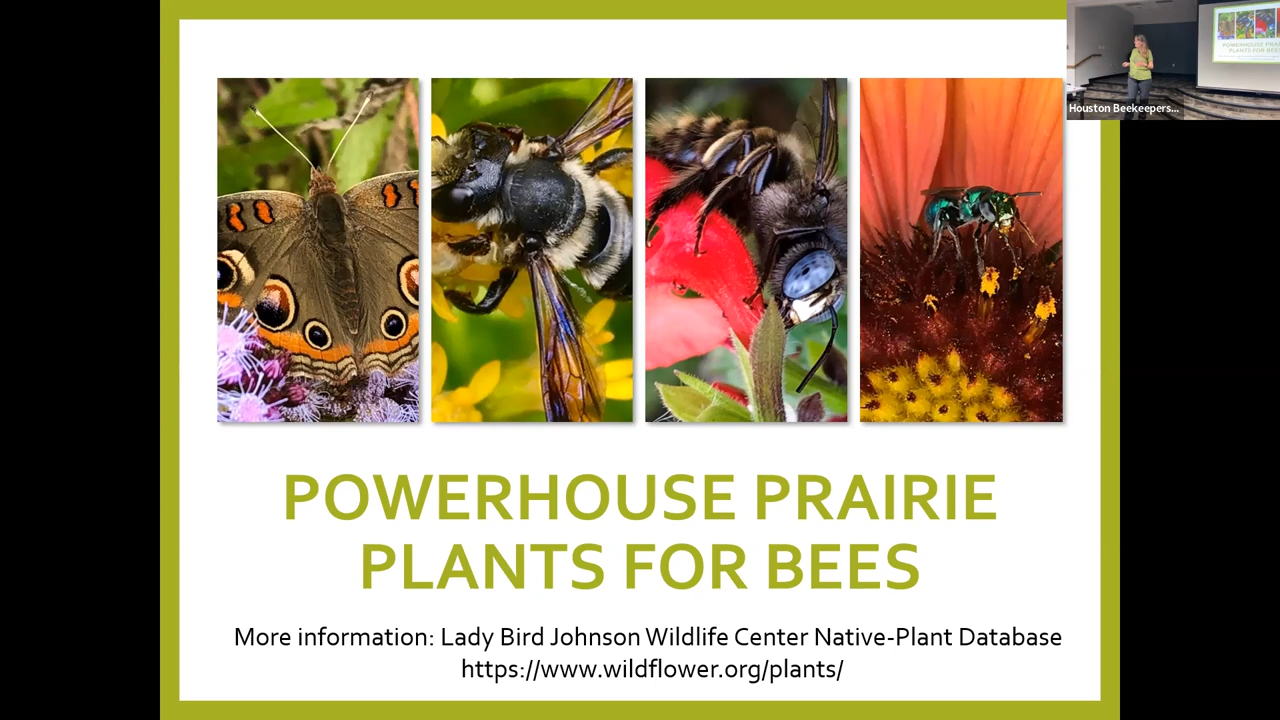 Houston Beekeepers...
POWERHOUSE PRAIRIE
PLANTS FOR BEES
More information: Lady Bird Johnson Wildlife Center Native-Plant Database
https://www.wildflower.org/plants/